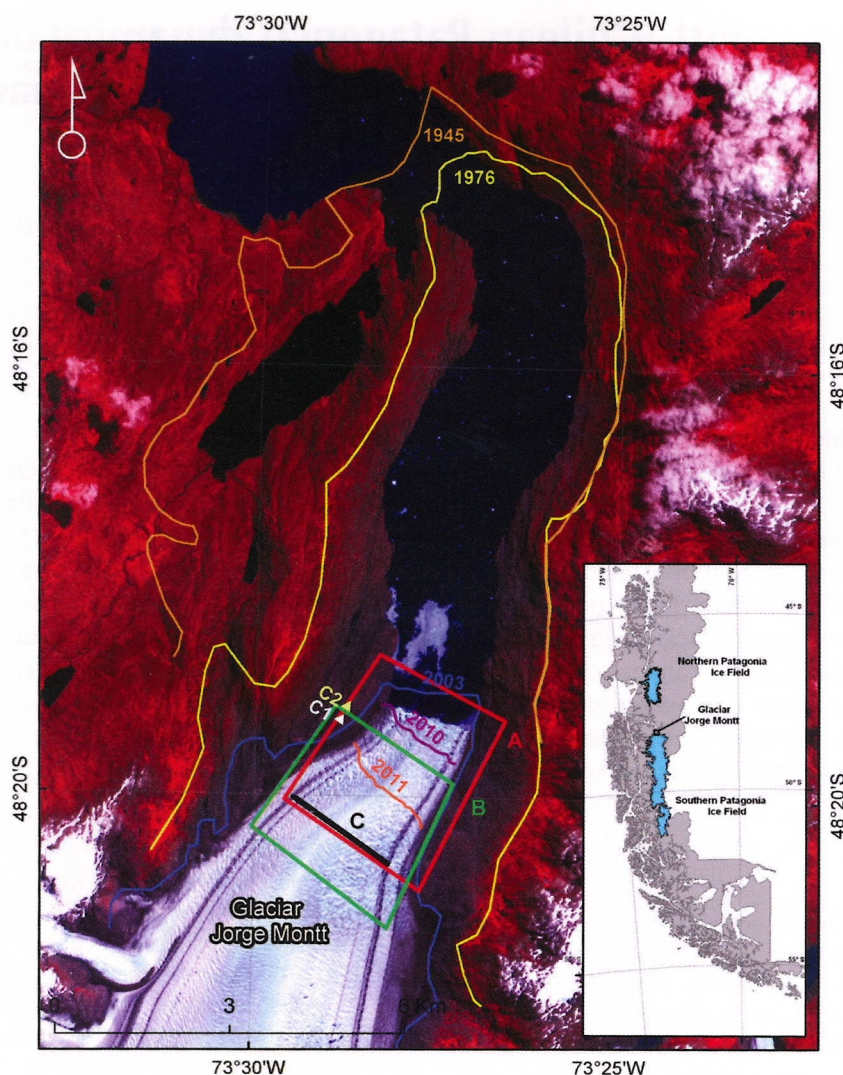 73°30'W
73°25'W
1945
1976
48°16'S
48°16'S
75° W
70° W
45° S
Northern Patagonia
Ice Field
Glaciar
Jorge Montt
50° S
Southern Patagonia
Ice Field
55° S
2003
C2
C1
2010
A
2011
B
48°20'S
48°20'S
C
Glaciar
Jorge Montt
0
3
6 Km
73°30'W
73°25'W